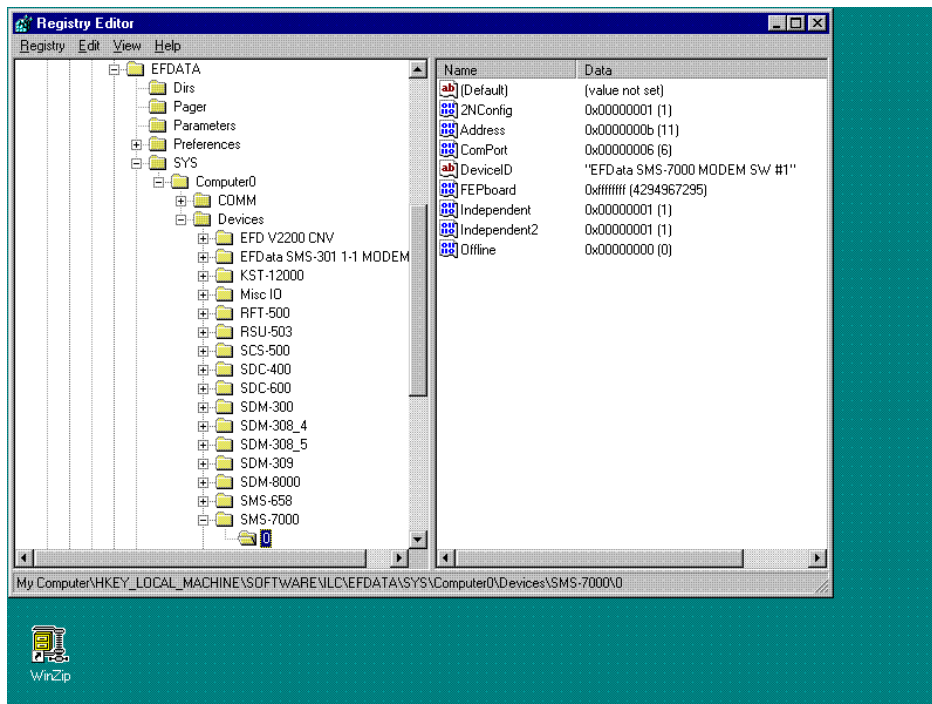 Registry Editor
Registry Edit View Help
EFDATA
Dirs
Pager
Parameters
Preferences
SYS
Computer0
COMM
Devices
EFD V2200 CNV
EFData SMS-301 1-1 MODEM
KST-12000
Misc IO
RFT-500
RSU-503
SCS-500
SDC-400
SDC-600
SDM-300
SDM-308_4
SDM-308_5
SDM-309
SDM-8000
SMS-658
SMS-7000
0
Name Data
(Default) (value not set)
2NConfig 0x00000001 (1)
Address 0x0000000b (11)
ComPort 0x00000006 (6)
DeviceID "EFData SMS-7000 MODEM SW #1"
FEPboard 0xffffffff (4294967295)
Independent 0x00000001 (1)
Independent2 0x00000001 (1)
Offline 0x00000000 (0)
My Computer\HKEY_LOCAL_MACHINE\SOFTWARE\ILC\EFDATA\SYS\Computer0\Devices\SMS-7000\0
WinZip